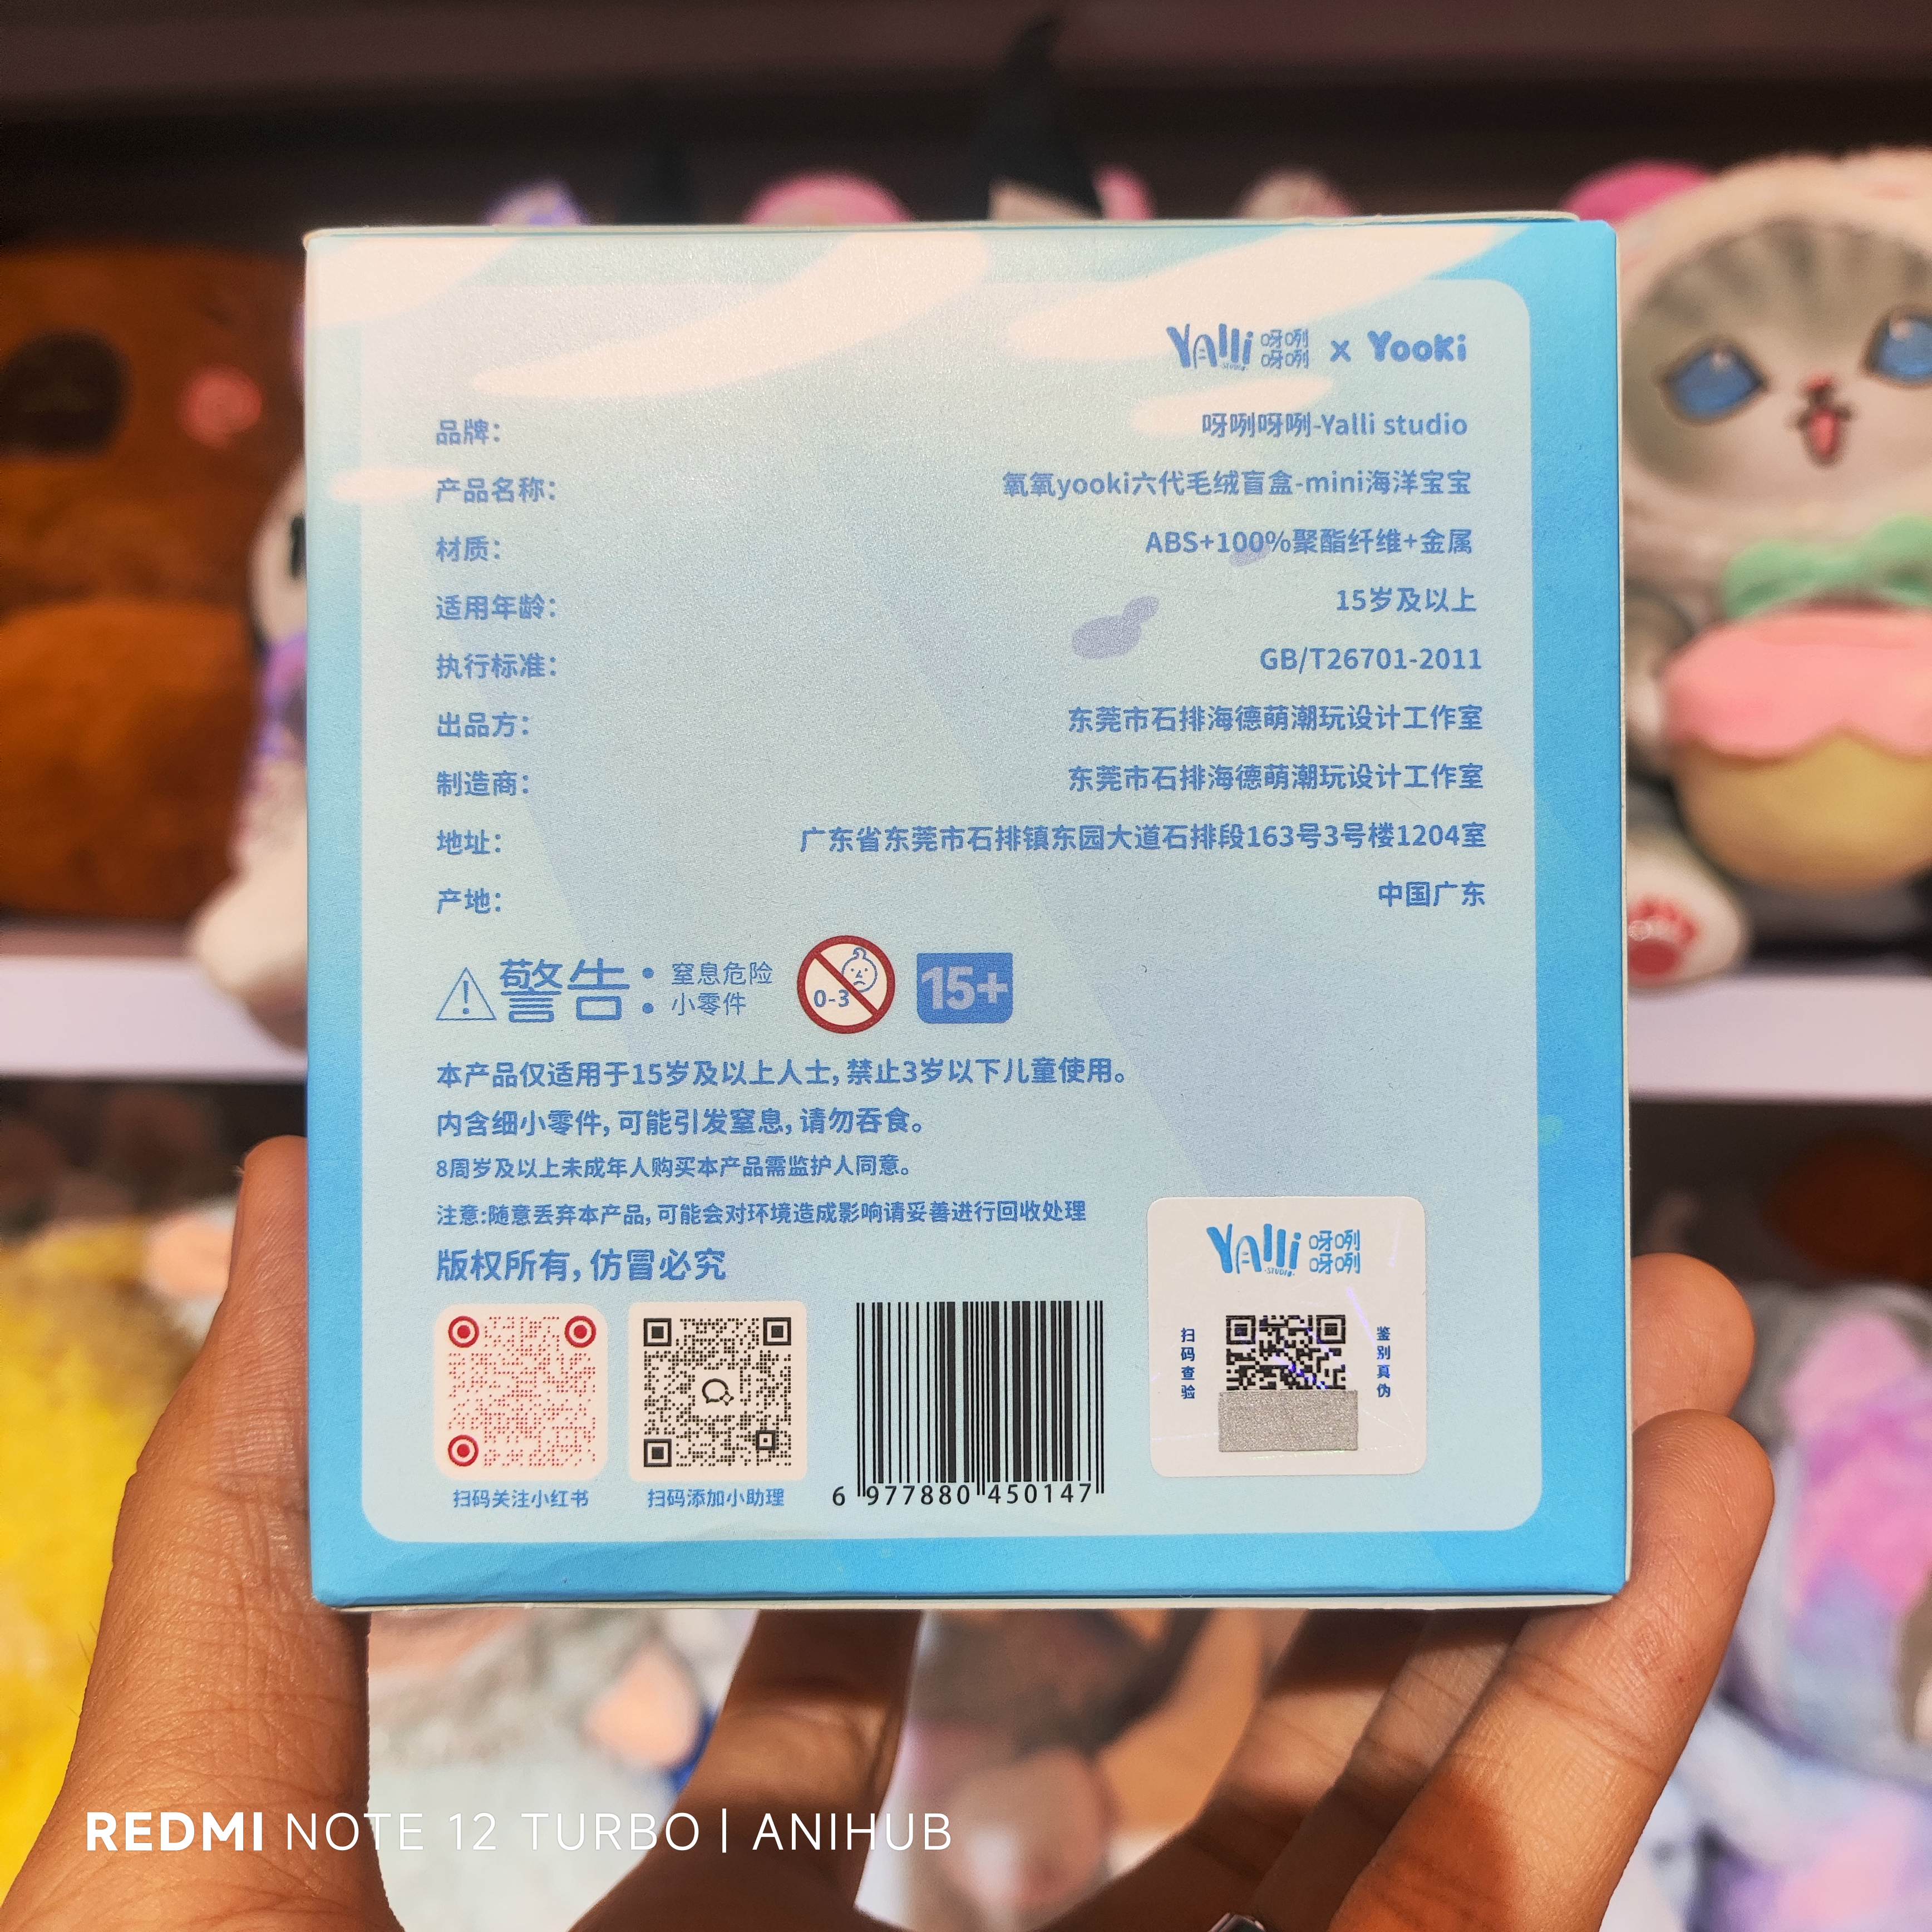 Yalli 呀咧呀咧 STUDIO x Yooki
品牌： 呀咧呀咧-Yalli studio
产品名称： 氧氧yooki六代毛绒盲盒-mini海洋宝宝
材质： ABS+100%聚酯纤维+金属
适用年龄： 15岁及以上
执行标准： GB/T26701-2011
出品方： 东莞市石排海德萌潮玩设计工作室
制造商： 东莞市石排海德萌潮玩设计工作室
地址： 广东省东莞市石排镇东园大道石排段163号3号楼1204室
产地： 中国广东
警告： 窒息危险
小零件
0-3
15+
本产品仅适用于15岁及以上人士，禁止3岁以下儿童使用。
内含细小零件，可能引发窒息，请勿吞食。
8周岁及以上未成年人购买本产品需监护人同意。
注意:随意丢弃本产品，可能会对环境造成影响请妥善进行回收处理
版权所有，仿冒必究
扫码关注小红书
扫码添加小助理
6 977880 450147
Yalli 呀咧呀咧 STUDIO
扫码查验
鉴别真伪
REDMI NOTE 12 TURBO | ANIHUB